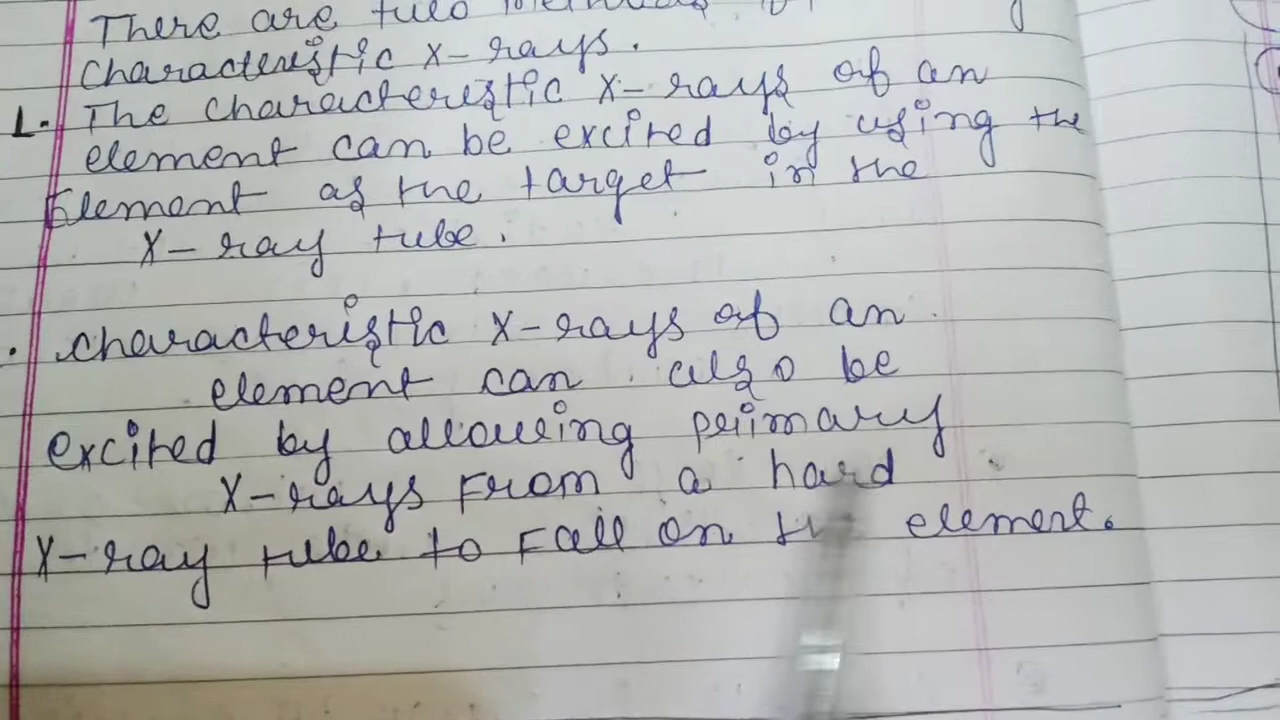 There are two
characteristic X-rays.
1. The characteristic X-rays of an
element can be excited by using the
Element as the target in the
X-ray tube.
. characteristic X-rays of an
element can also be
excited by allowing primary
X-rays From a hard
X-ray tube to Fall on the element.